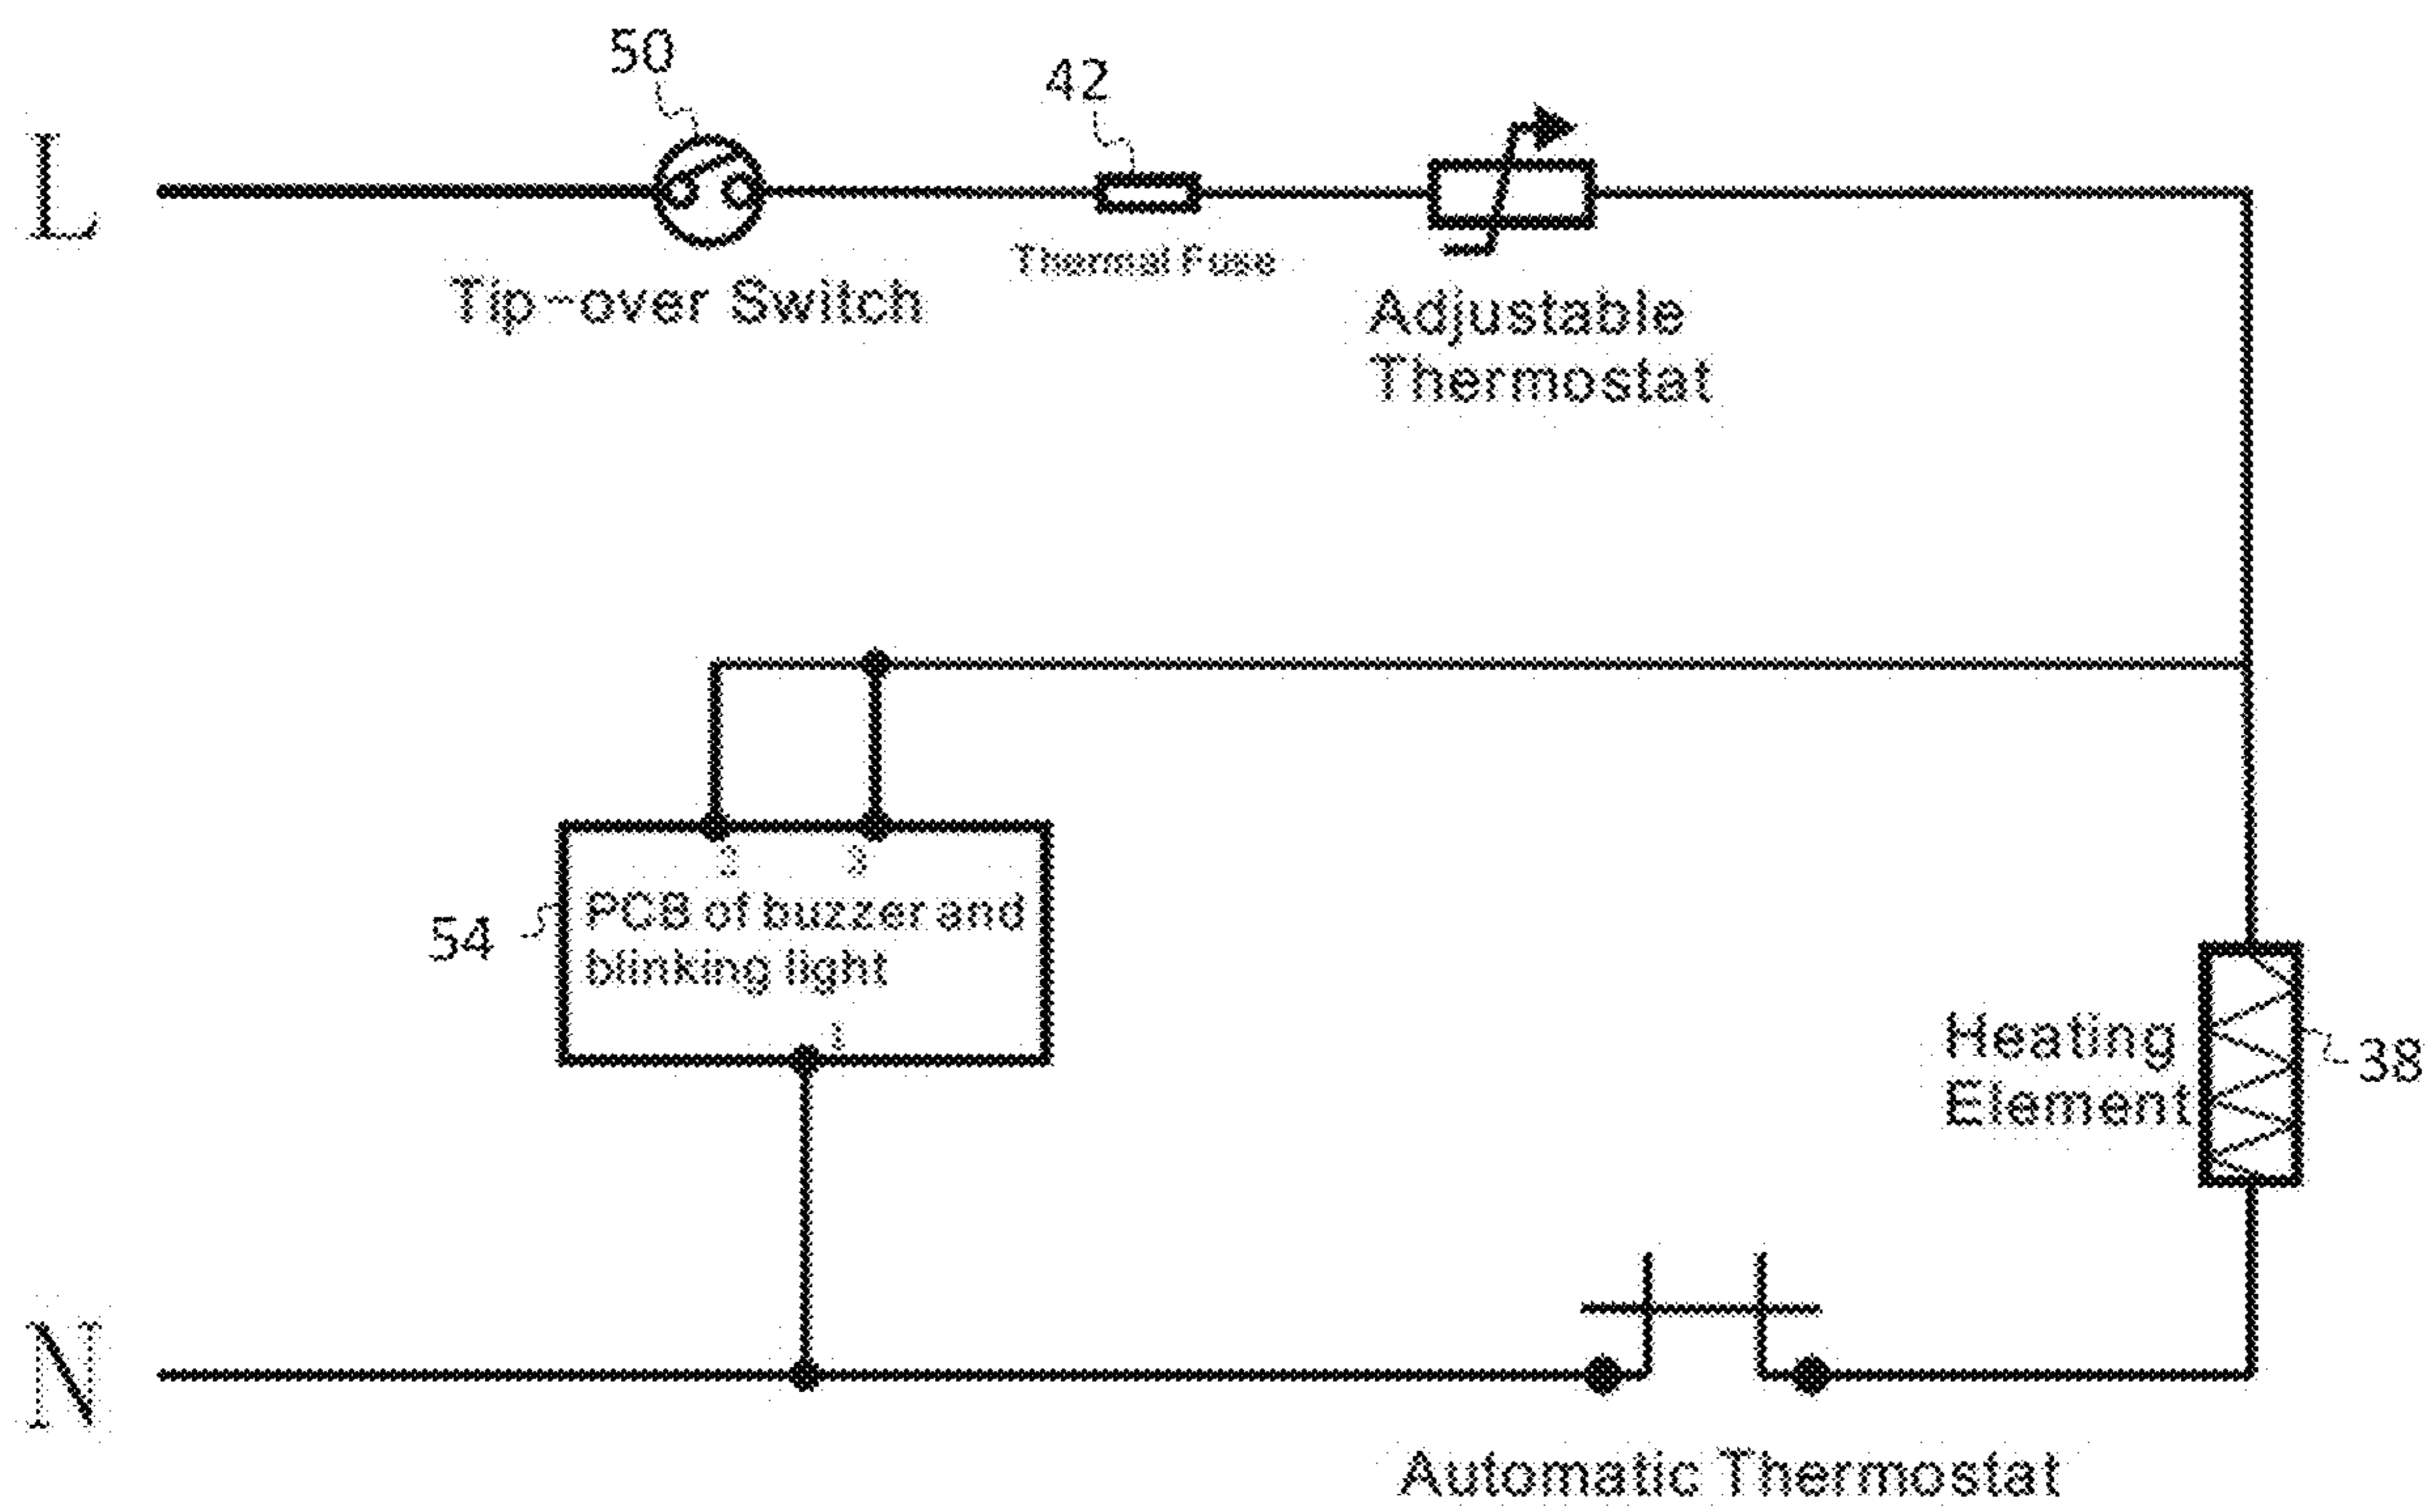 50
42
L
Thermal Fuse
Tip-over Switch
Adjustable
Thermostat
PCB of buzzer and
54
blinking light
1
Heating
38
Element
N
Automatic Thermostat